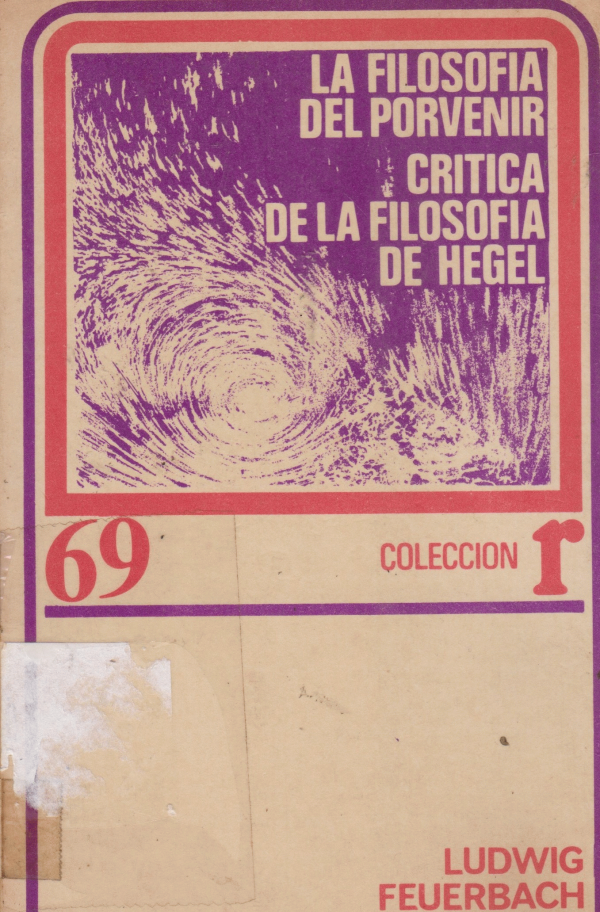 LA FILOSOFIA
DEL PORVENIR
CRITICA
DE LA FILOSOFIA
DE HEGEL
69
COLECCION r
LUDWIG
FEUERBACH